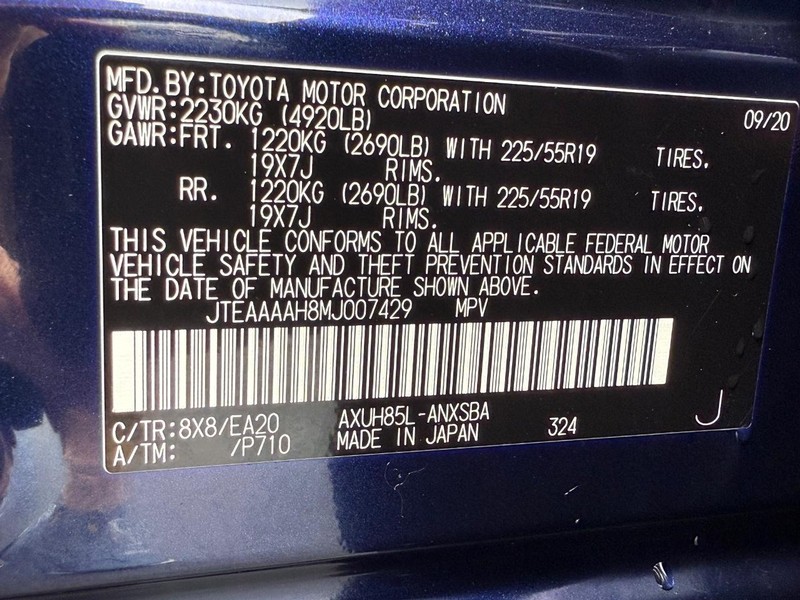 MFD. BY: TOYOTA MOTOR CORPORATION 09/20
GVWR: 2230KG (4920LB)
GAWR: FRT. 1220KG (2690LB) WITH 225/55R19 TIRES.
19X7J RIMS.
RR. 1220KG (2690LB) WITH 225/55R19 TIRES.
19X7J RIMS.
THIS VEHICLE CONFORMS TO ALL APPLICABLE FEDERAL MOTOR
VEHICLE SAFETY AND THEFT PREVENTION STANDARDS IN EFFECT ON
THE DATE OF MANUFACTURE SHOWN ABOVE.
JTEAAAAH8MJ007429 MPV
C/TR: 8X8/EA20 AXUH85L-ANXSBA 324 J
A/TM: /P710 MADE IN JAPAN